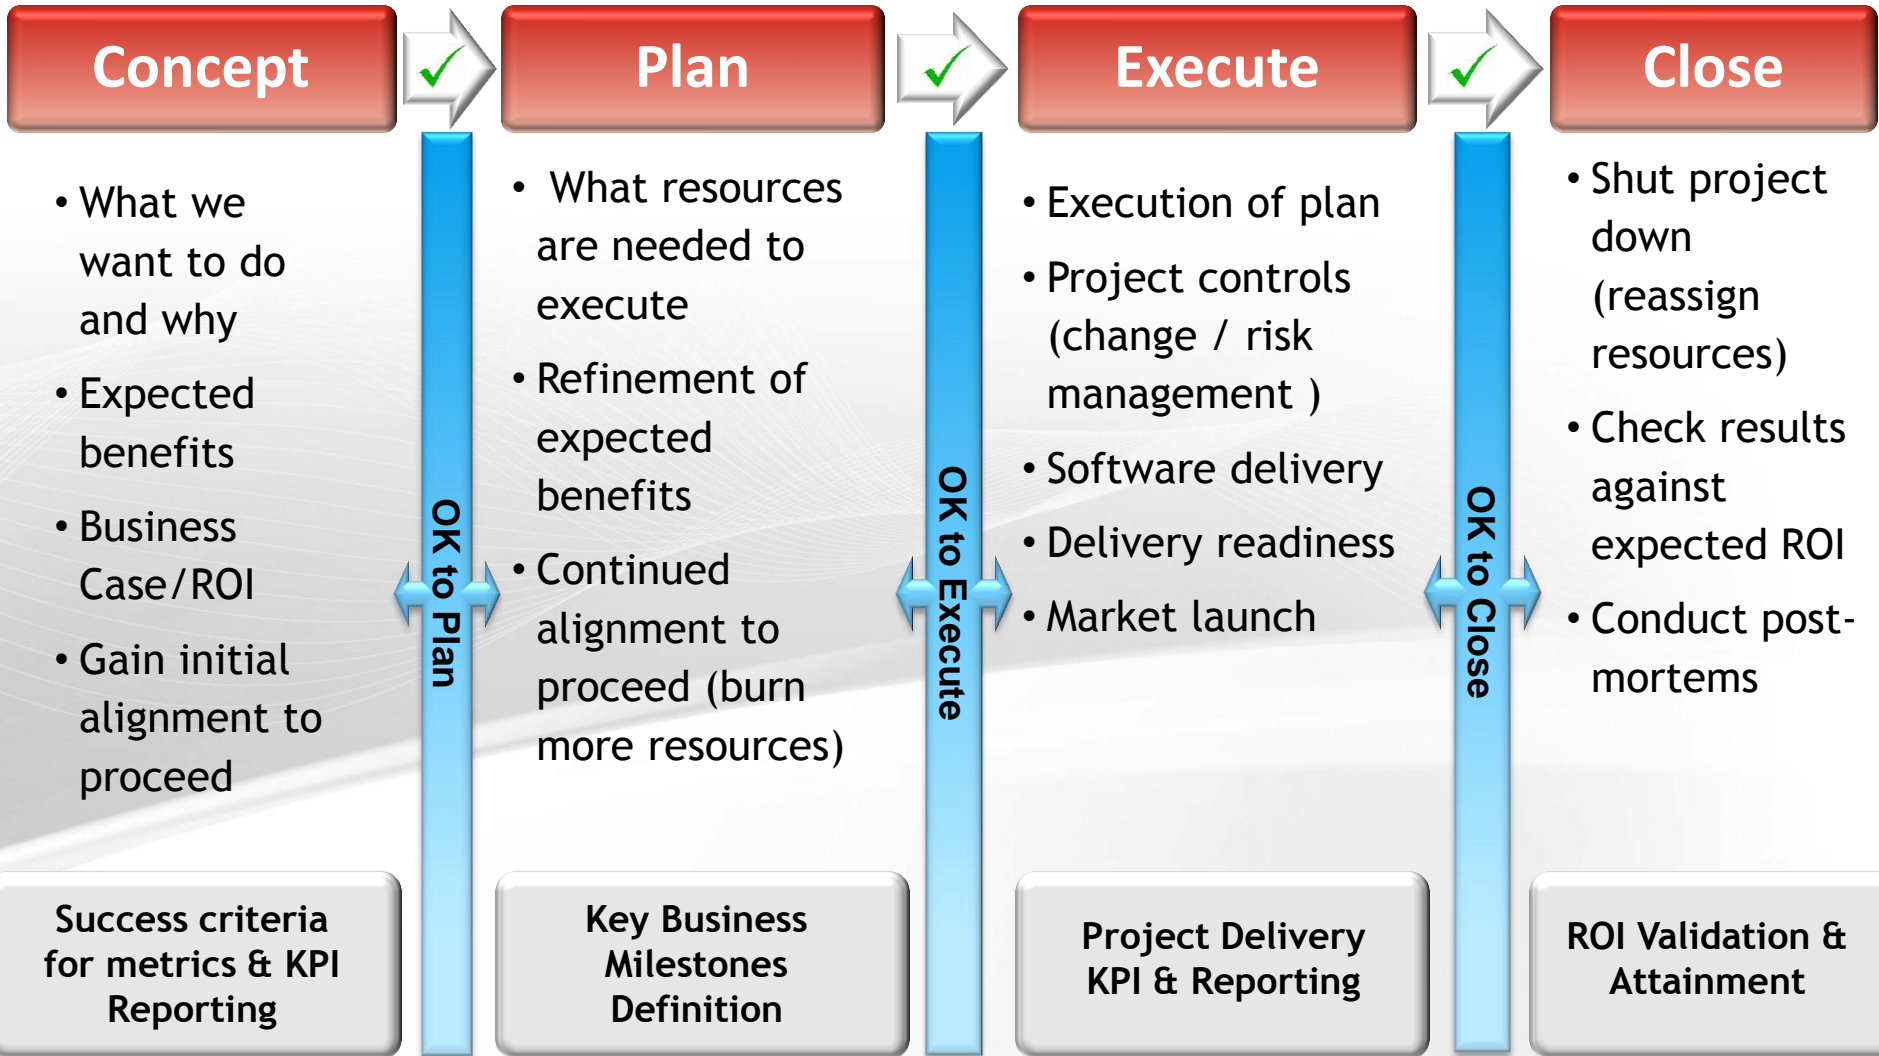 Concept
Plan
Execute
Close
• What we
want to do
and why
• Expected
benefits
• Business
Case/ROI
• Gain initial
alignment to
proceed
OK to Plan
• What resources
are needed to
execute
• Refinement of
expected
benefits
• Continued
alignment to
proceed (burn
more resources)
OK to Execute
• Execution of plan
• Project controls
(change / risk
management )
• Software delivery
• Delivery readiness
• Market launch
OK to Close
• Shut project
down
(reassign
resources)
• Check results
against
expected ROI
• Conduct post-
mortems
Success criteria
for metrics & KPI
Reporting
Key Business
Milestones
Definition
Project Delivery
KPI & Reporting
ROI Validation &
Attainment